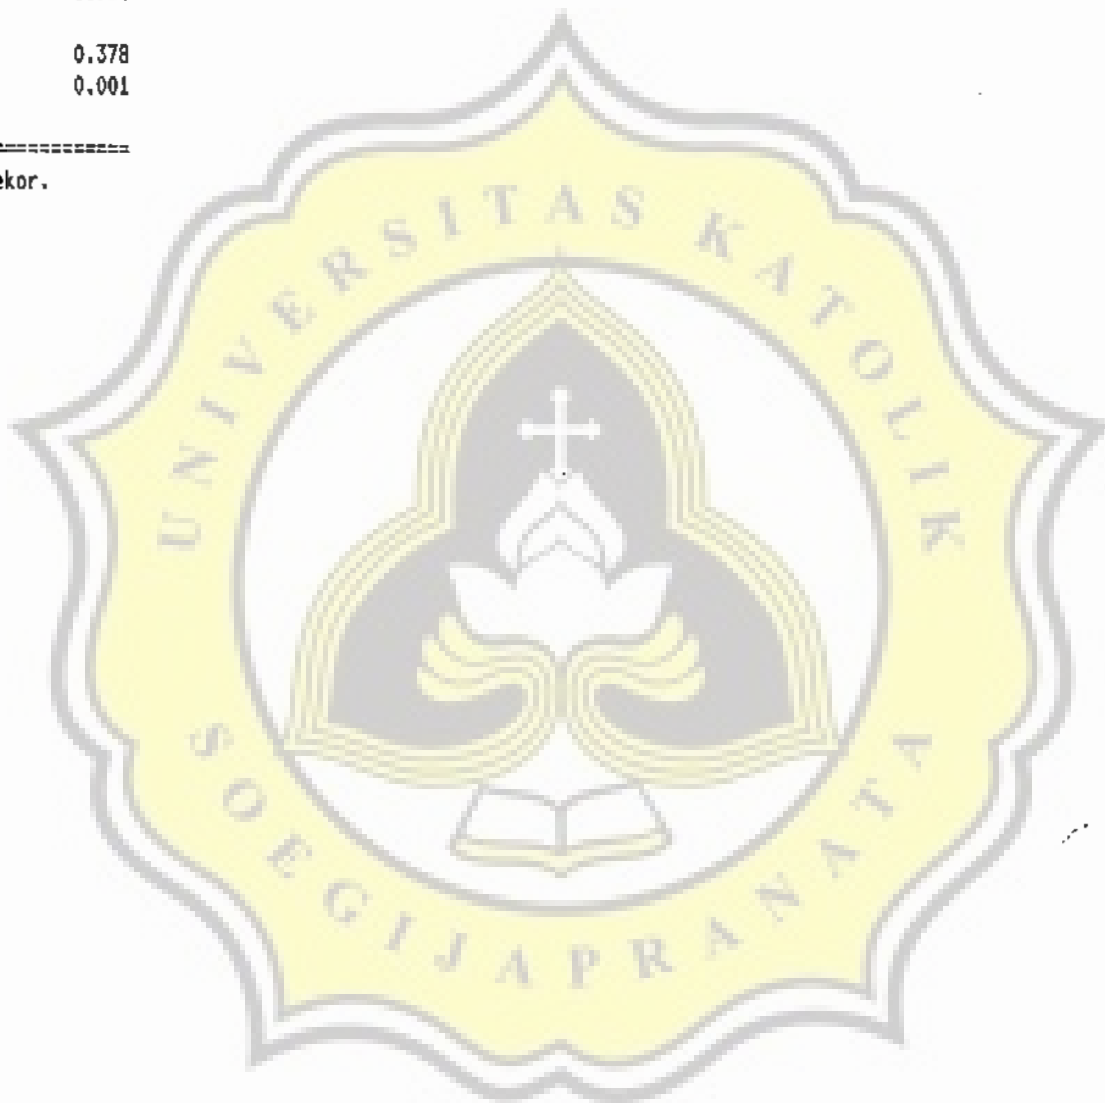 0.378
0.001
============
ekor.
UNIVERSITAS KATOLIK
SOEGIJAPRANATA